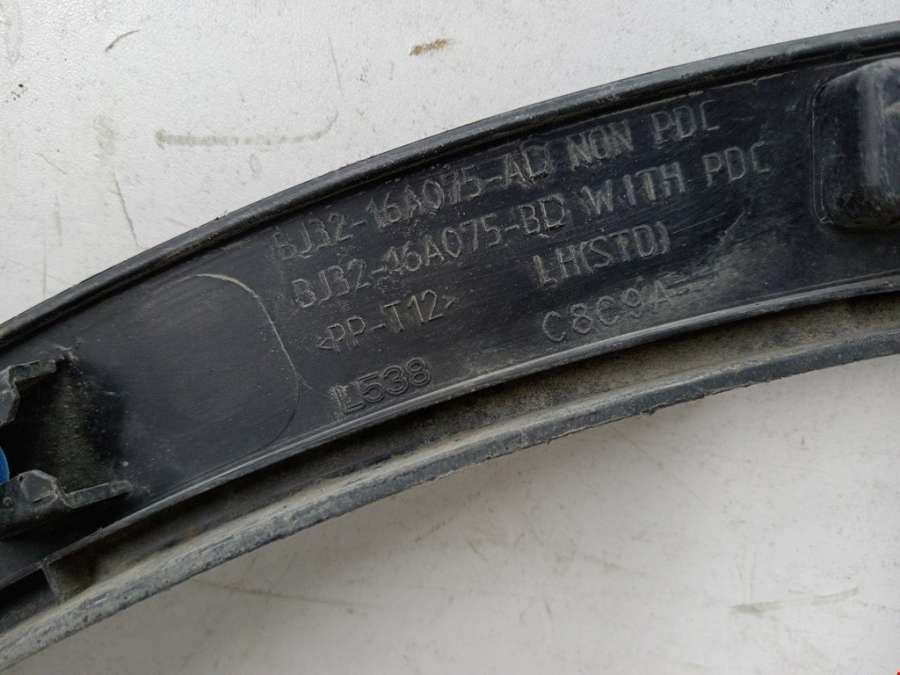 BJ32-16A075-AD NON PDC
BJ32-16A075-BD WITH PDC
<PP-T12> LH(STD)
L538 C8C9A